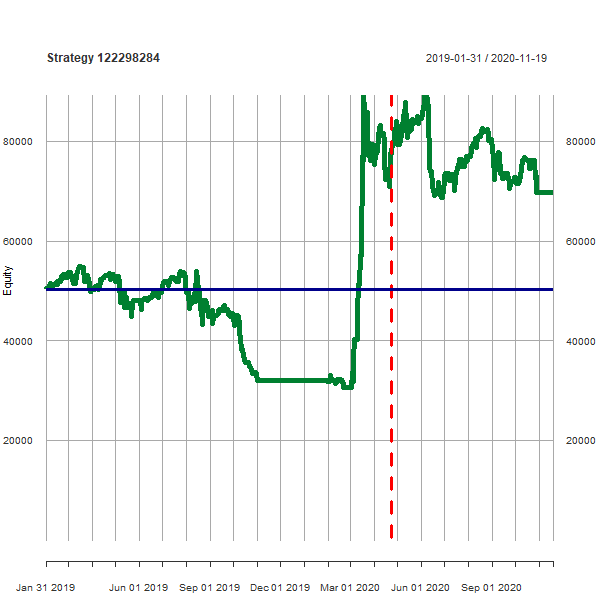 Strategy 122298284
2019-01-31 / 2020-11-19
80000
80000
60000
60000
Equity
40000
40000
20000
20000
Jan 31 2019
Jun 01 2019
Sep 01 2019
Dec 01 2019
Mar 01 2020
Jun 01 2020
Sep 01 2020